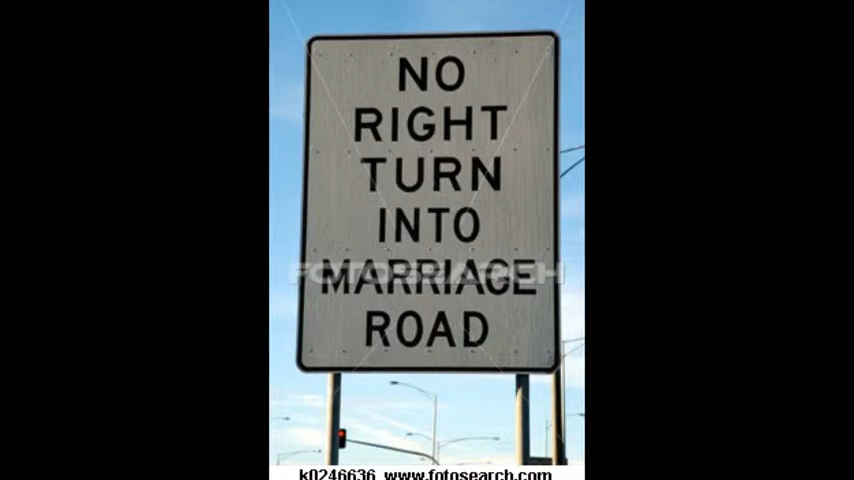 NO
RIGHT
TURN
INTO
MARRIAGE
ROAD
FOTOSEARCH
k0246636 www.fotosearch.com